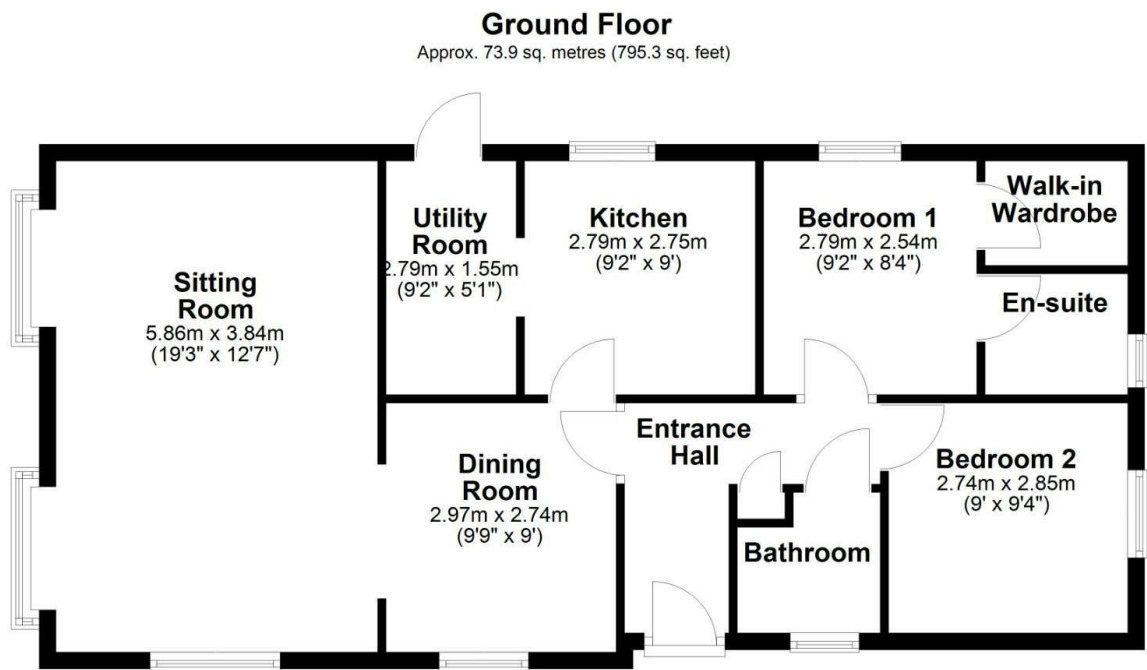 Ground Floor
Approx. 73.9 sq. metres (795.3 sq. feet)
Sitting
Room
5.86m x 3.84m
(19'3" x 12'7")
Utility
Room
2.79m x 1.55m
(9'2" x 5'1")
Kitchen
2.79m x 2.75m
(9'2" x 9')
Bedroom 1
2.79m x 2.54m
(9'2" x 8'4")
Walk-in
Wardrobe
En-suite
Dining
Room
2.97m x 2.74m
(9'9" x 9')
Entrance
Hall
Bathroom
Bedroom 2
2.74m x 2.85m
(9' x 9'4")